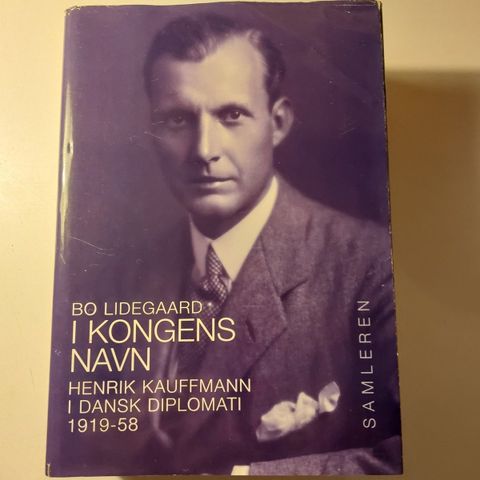 BO LIDEGAARD
I KONGENS
NAVN
HENRIK KAUFFMANN
I DANSK DIPLOMATI
1919-58
SAMLEREN